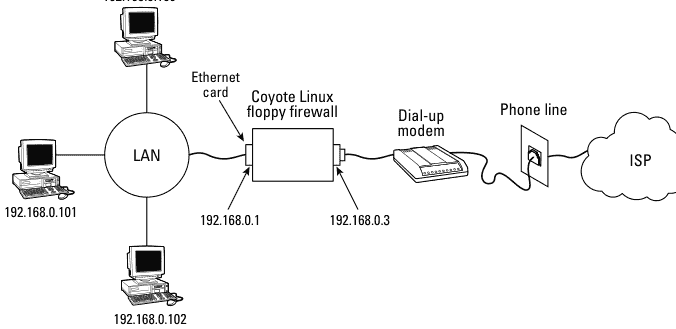 Ethernet
card
Coyote Linux
floppy firewall
Dial-up
modem
Phone line
LAN
ISP
192.168.0.101
192.168.0.1
192.168.0.3
192.168.0.102